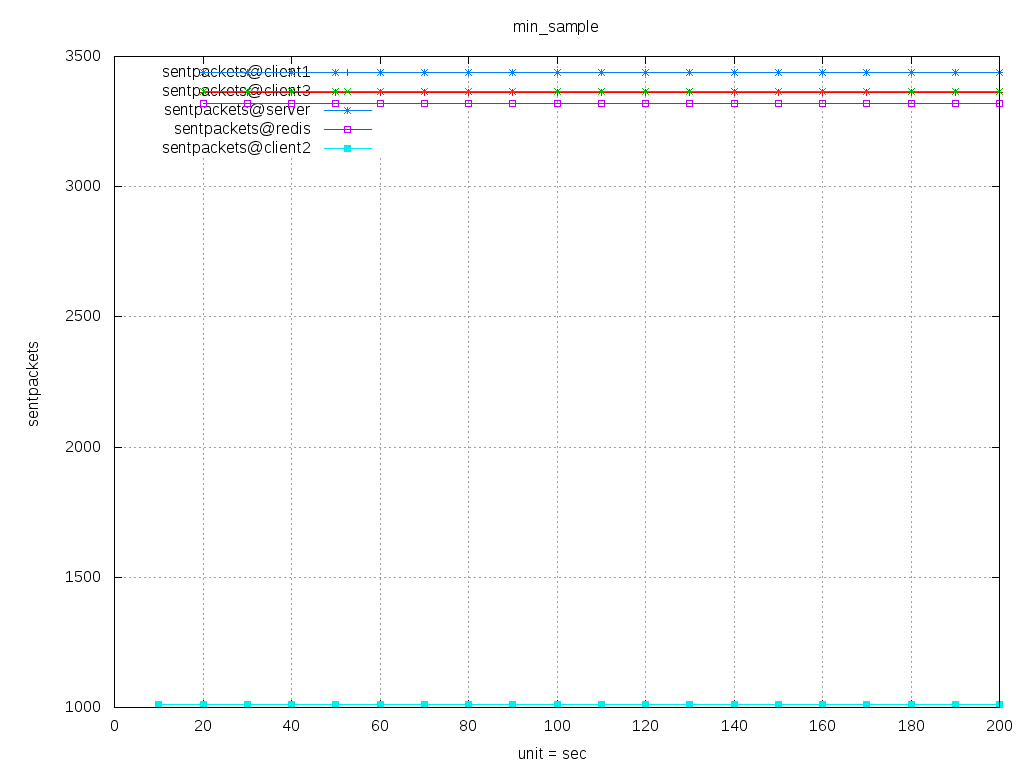 min_sample
3500
3000
2500
2000
1500
1000
sentpackets
sentpackets@client1
sentpackets@client3
sentpackets@server
sentpackets@redis
sentpackets@client2
0 20 40 60 80 100 120 140 160 180 200
unit = sec